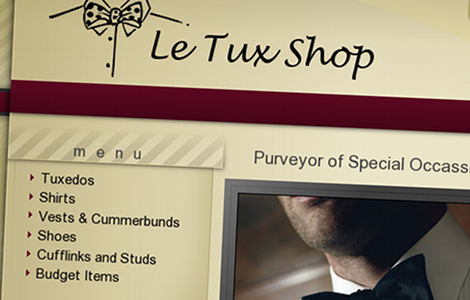 Le Tux Shop
menu
Purveyor of Special Occass
Tuxedos
Shirts
Vests & Cummerbunds
Shoes
Cufflinks and Studs
Budget Items